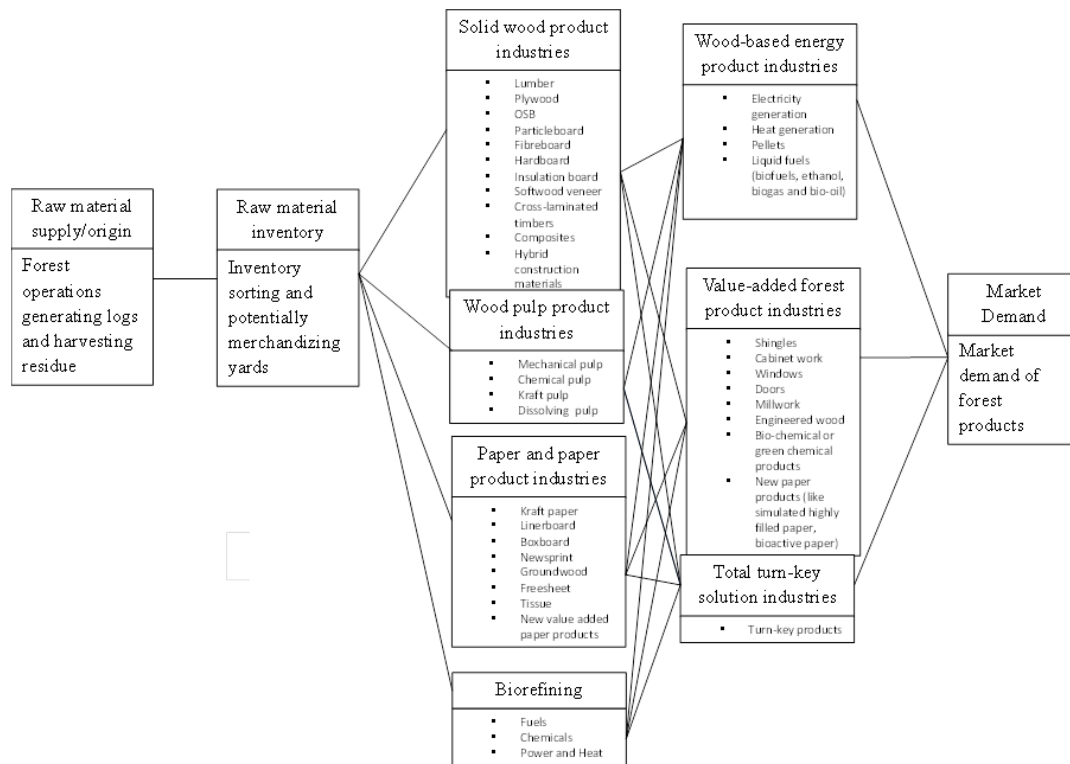 Raw material
supply/origin
Forest
operations
generating logs
and harvesting
residue
Raw material
inventory
Inventory
sorting and
potentially
merchandizing
yards
Solid wood product
industries
Lumber
Plywood
OSB
Particleboard
Fibreboard
Hardboard
Insulation board
Softwood veneer
Cross-laminated
timbers
Composites
Hybrid
construction
materials
Wood pulp product
industries
Mechanical pulp
Chemical pulp
Kraft pulp
Dissolving pulp
Paper and paper
product industries
Kraft paper
Linerboard
Boxboard
Newsprint
Groundwood
Freesheet
Tissue
New value added
paper products
Biorefining
Fuels
Chemicals
Power and Heat
Wood-based energy
product industries
Electricity
generation
Heat generation
Pellets
Liquid fuels
(biofuels, ethanol,
biogas and bio-oil)
Value-added forest
product industries
Shingles
Cabinet work
Windows
Doors
Millwork
Engineered wood
Bio-chemical or
green chemical
products
New paper
products (like
simulated highly
filled paper,
bioactive paper)
Total turn-key
solution industries
Turn-key products
Market
Demand
Market
demand of
forest
products